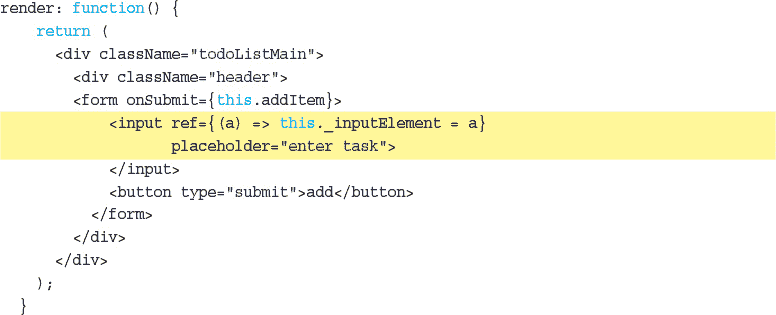 render: function() {
    return (
      <div className="todoListMain">
        <div className="header">
        <form onSubmit={this.addItem}>
            <input ref={(a) => this._inputElement = a}
                   placeholder="enter task">
            </input>
            <button type="submit">add</button>
          </form>
        </div>
      </div>
    );
  }